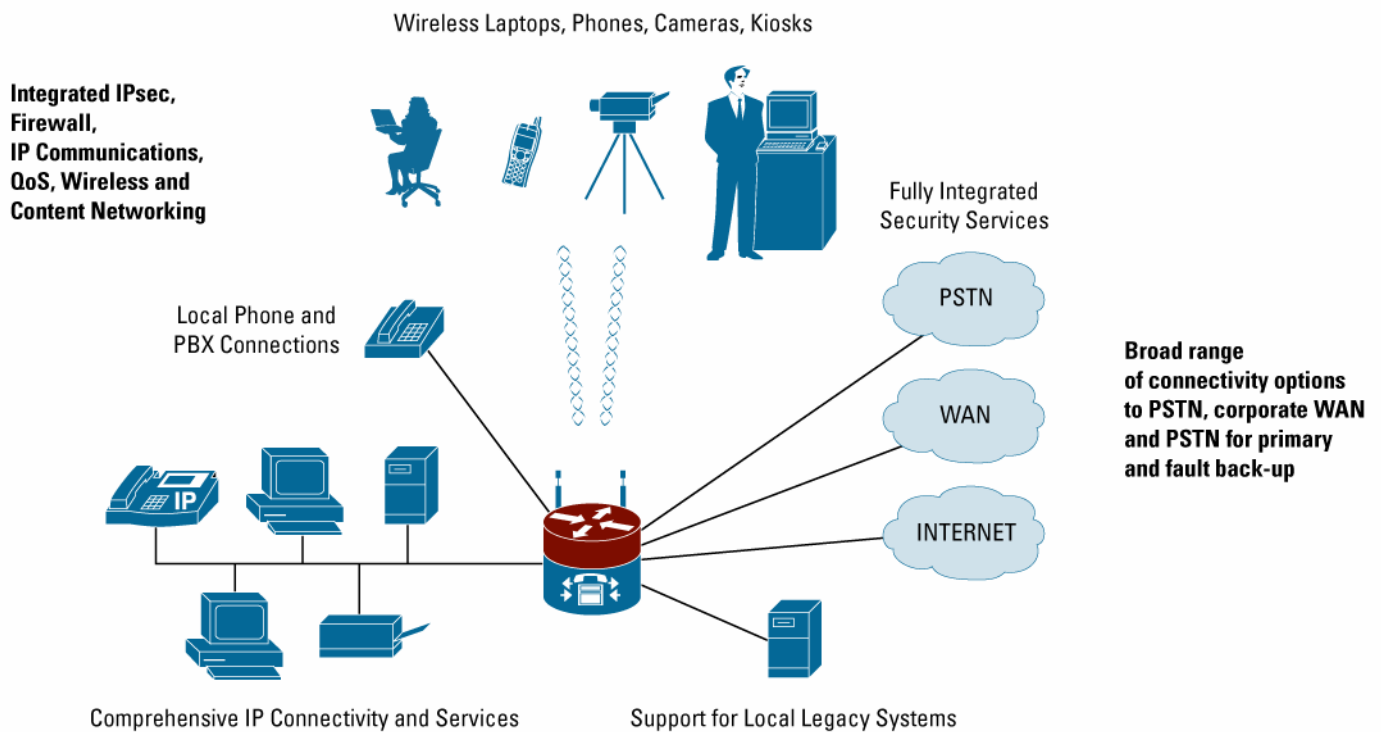 Wireless Laptops, Phones, Cameras, Kiosks
Integrated IPsec,
Firewall,
IP Communications,
QoS, Wireless and
Content Networking
Fully Integrated
Security Services
PSTN
Local Phone and
PBX Connections
Broad range
of connectivity options
to PSTN, corporate WAN
and PSTN for primary
and fault back-up
WAN
IP
INTERNET
Comprehensive IP Connectivity and Services
Support for Local Legacy Systems